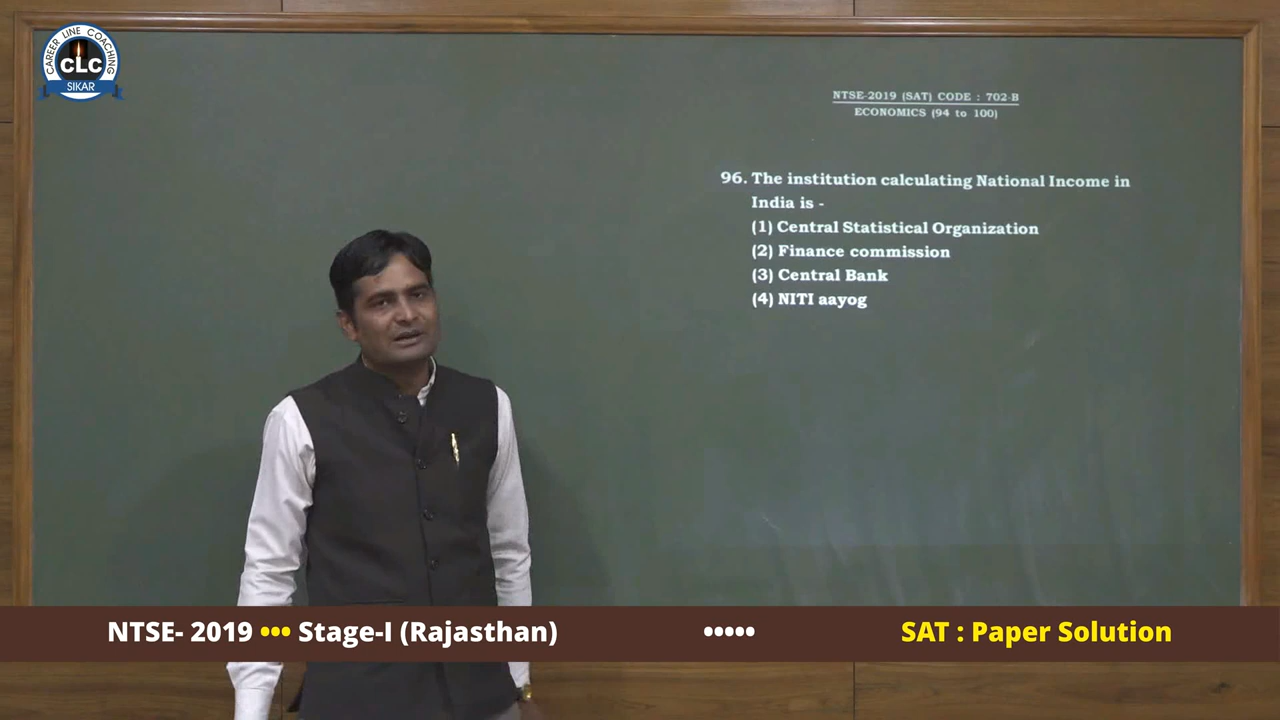 CAREER LINE COACHING
CLC
SIKAR
NTSE-2019 (SAT) CODE : 702-B
ECONOMICS (94 to 100)
96. The institution calculating National Income in
India is -
(1) Central Statistical Organization
(2) Finance commission
(3) Central Bank
(4) NITI aayog
NTSE- 2019 ••• Stage-I (Rajasthan) ••••• SAT : Paper Solution